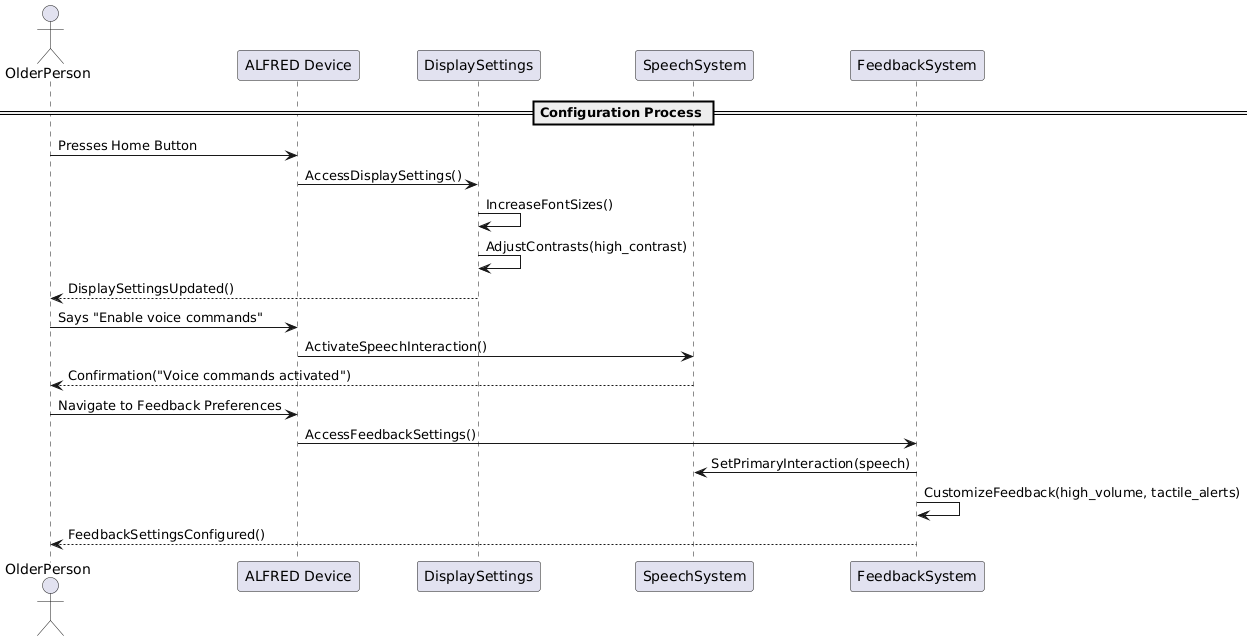 OlderPerson
ALFRED Device
DisplaySettings
SpeechSystem
FeedbackSystem
Configuration Process
Presses Home Button
AccessDisplaySettings()
IncreaseFontSizes()
AdjustContrasts(high_contrast)
DisplaySettingsUpdated()
Says "Enable voice commands"
ActivateSpeechInteraction()
Confirmation("Voice commands activated")
Navigate to Feedback Preferences
AccessFeedbackSettings()
SetPrimaryInteraction(speech)
CustomizeFeedback(high_volume, tactile_alerts)
FeedbackSettingsConfigured()
OlderPerson
ALFRED Device
DisplaySettings
SpeechSystem
FeedbackSystem